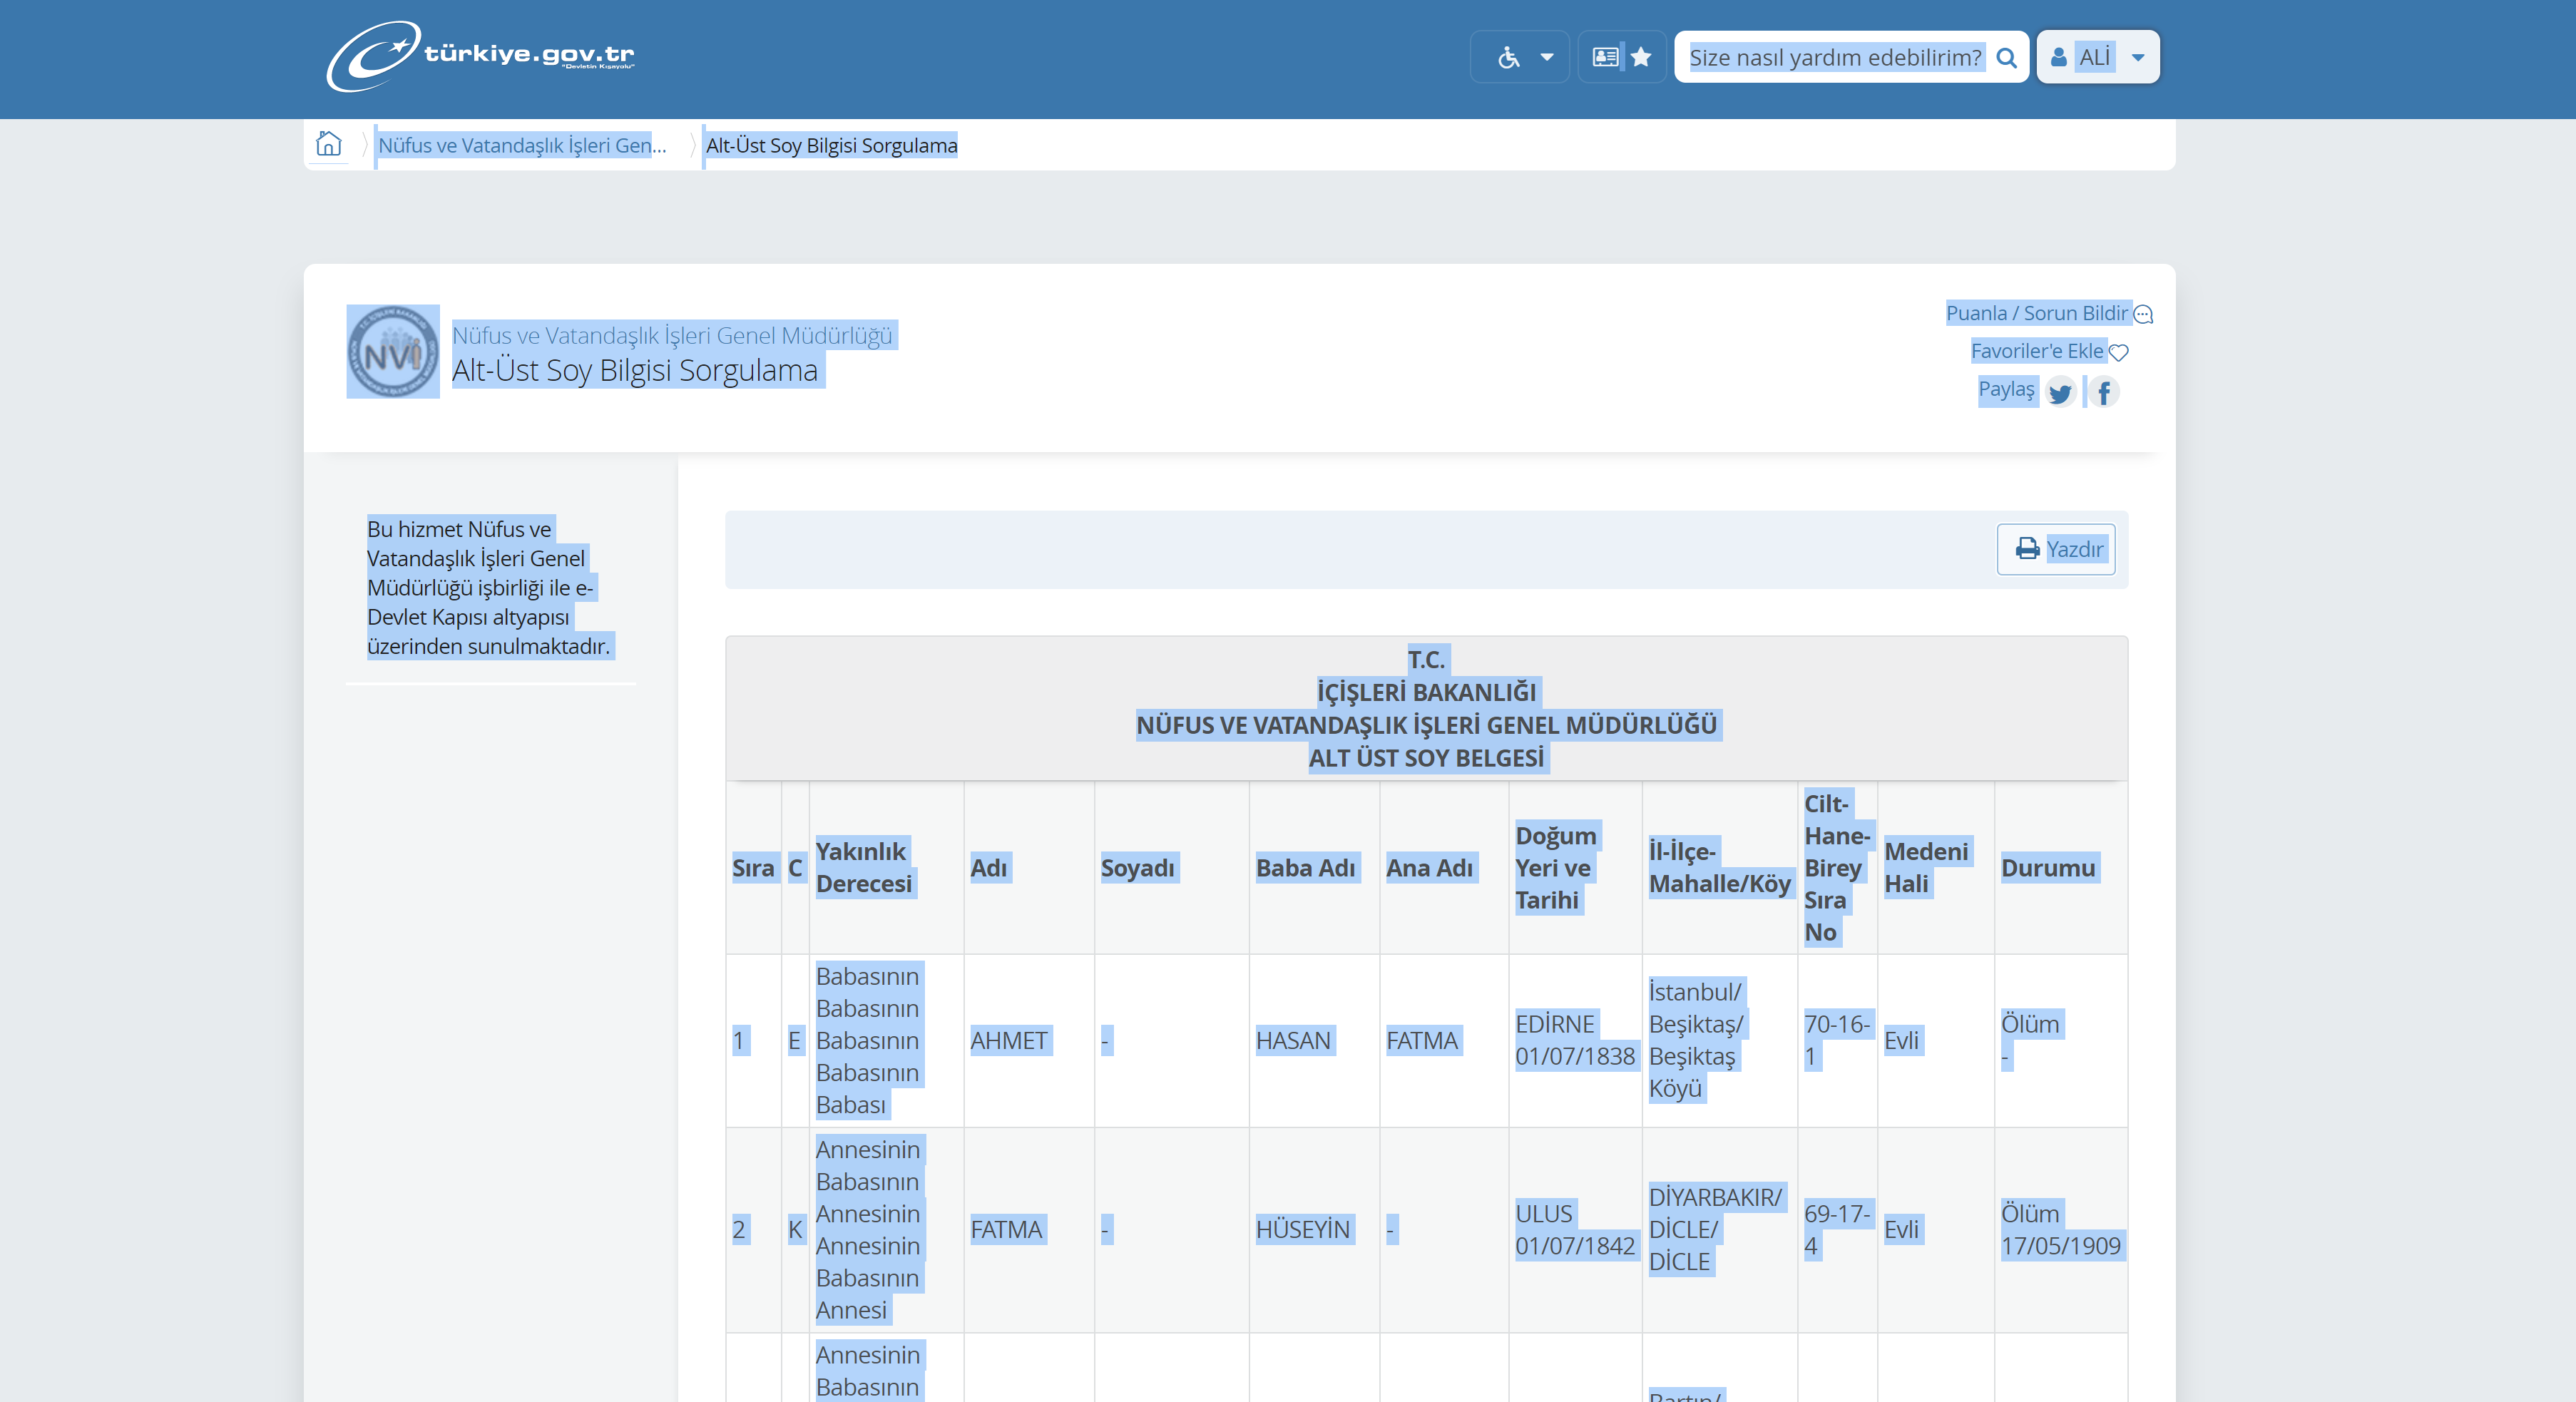 türkiye.gov.tr
"Devletin Kısayolu"
Size nasıl yardım edebilirim?
ALİ
Nüfus ve Vatandaşlık İşleri Gen...
Alt-Üst Soy Bilgisi Sorgulama
NVİ
Nüfus ve Vatandaşlık İşleri Genel Müdürlüğü
Alt-Üst Soy Bilgisi Sorgulama
Puanla / Sorun Bildir
Favoriler'e Ekle
Paylaş
Bu hizmet Nüfus ve
Vatandaşlık İşleri Genel
Müdürlüğü işbirliği ile e-
Devlet Kapısı altyapısı
üzerinden sunulmaktadır.
Yazdır
T.C.
İÇİŞLERİ BAKANLIĞI
NÜFUS VE VATANDAŞLIK İŞLERİ GENEL MÜDÜRLÜĞÜ
ALT ÜST SOY BELGESİ
Sıra
C
Yakınlık
Derecesi
Adı
Soyadı
Baba Adı
Ana Adı
Doğum
Yeri ve
Tarihi
İl-İlçe-
Mahalle/Köy
Cilt-
Hane-
Birey
Sıra
No
Medeni
Hali
Durumu
1
E
Babasının
Babasının
Babasının
Babasının
Babası
AHMET
-
HASAN
FATMA
EDİRNE
01/07/1838
İstanbul/
Beşiktaş/
Beşiktaş
Köyü
70-16-
1
Evli
Ölüm
-
2
K
Annesinin
Babasının
Annesinin
Annesinin
Babasının
Annesi
FATMA
-
HÜSEYİN
-
ULUS
01/07/1842
DİYARBAKIR/
DİCLE/
DİCLE
69-17-
4
Evli
Ölüm
17/05/1909
Annesinin
Babasının
Bartın/